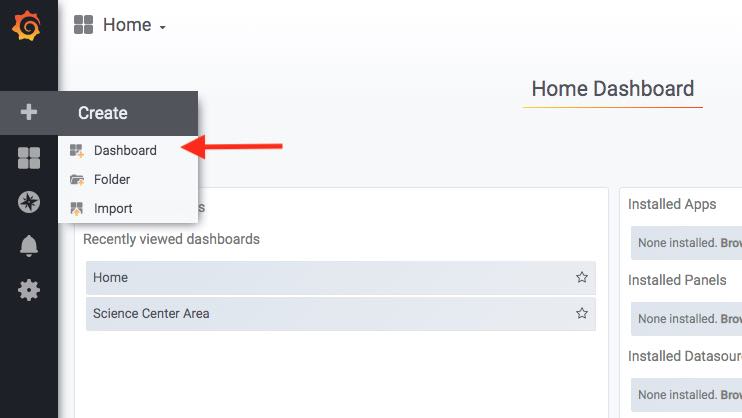 Home
Home Dashboard
Create
Dashboard
Folder
Import
s
Recently viewed dashboards
Home
Science Center Area
Installed Apps
None installed. Brow
Installed Panels
None installed. Brow
Installed Datasour
None installed. Brow